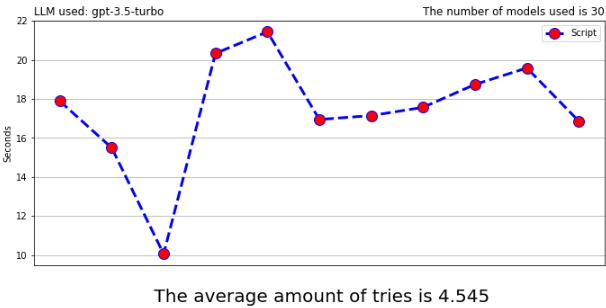 LLM used: gpt-3.5-turbo The number of models used is 30
22
Script
20
18
16
Seconds
14
12
10
The average amount of tries is 4.545